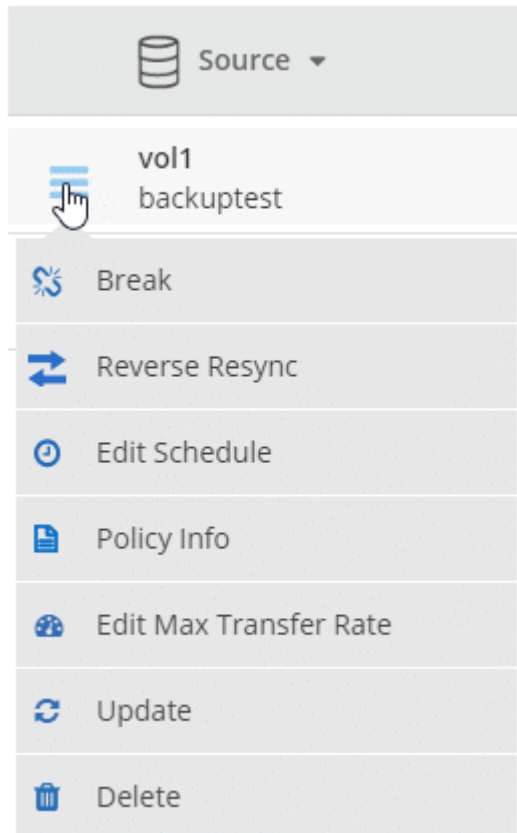 Source
vol1
backuptest
Break
Reverse Resync
Edit Schedule
Policy Info
Edit Max Transfer Rate
Update
Delete